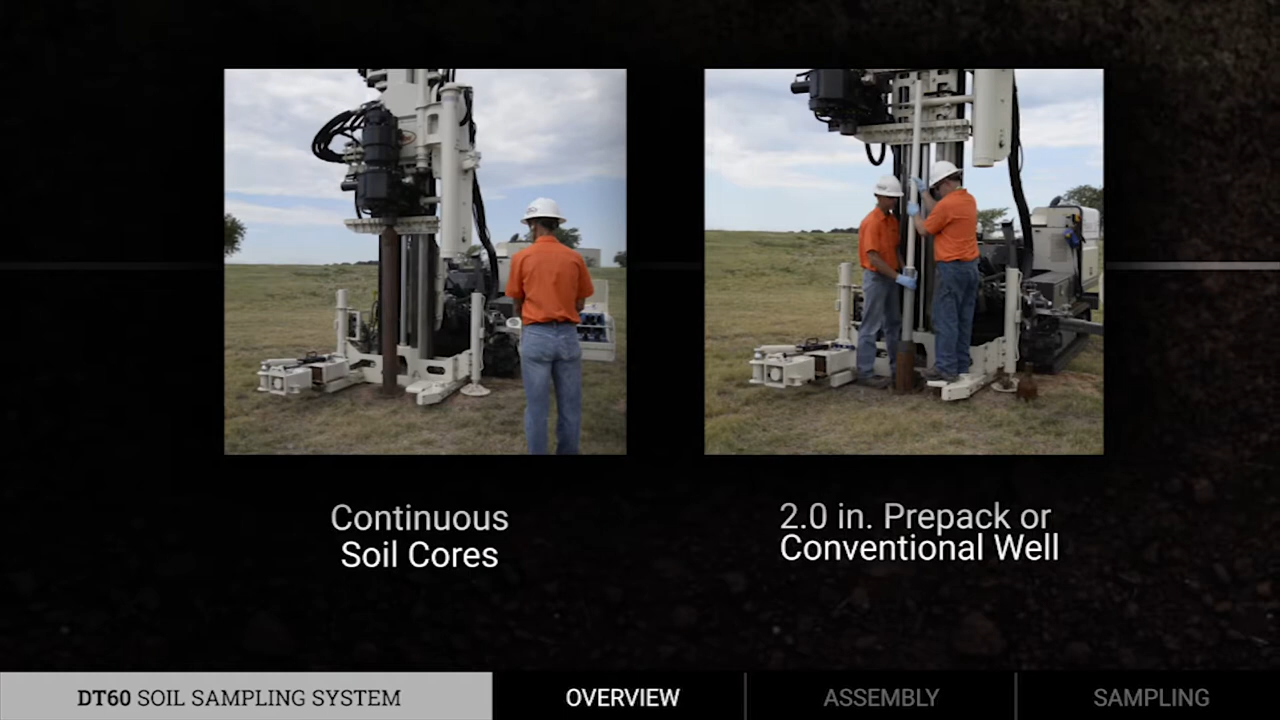 Continuous
Soil Cores
2.0 in. Prepack or
Conventional Well
DT60 SOIL SAMPLING SYSTEM
OVERVIEW
ASSEMBLY
SAMPLING